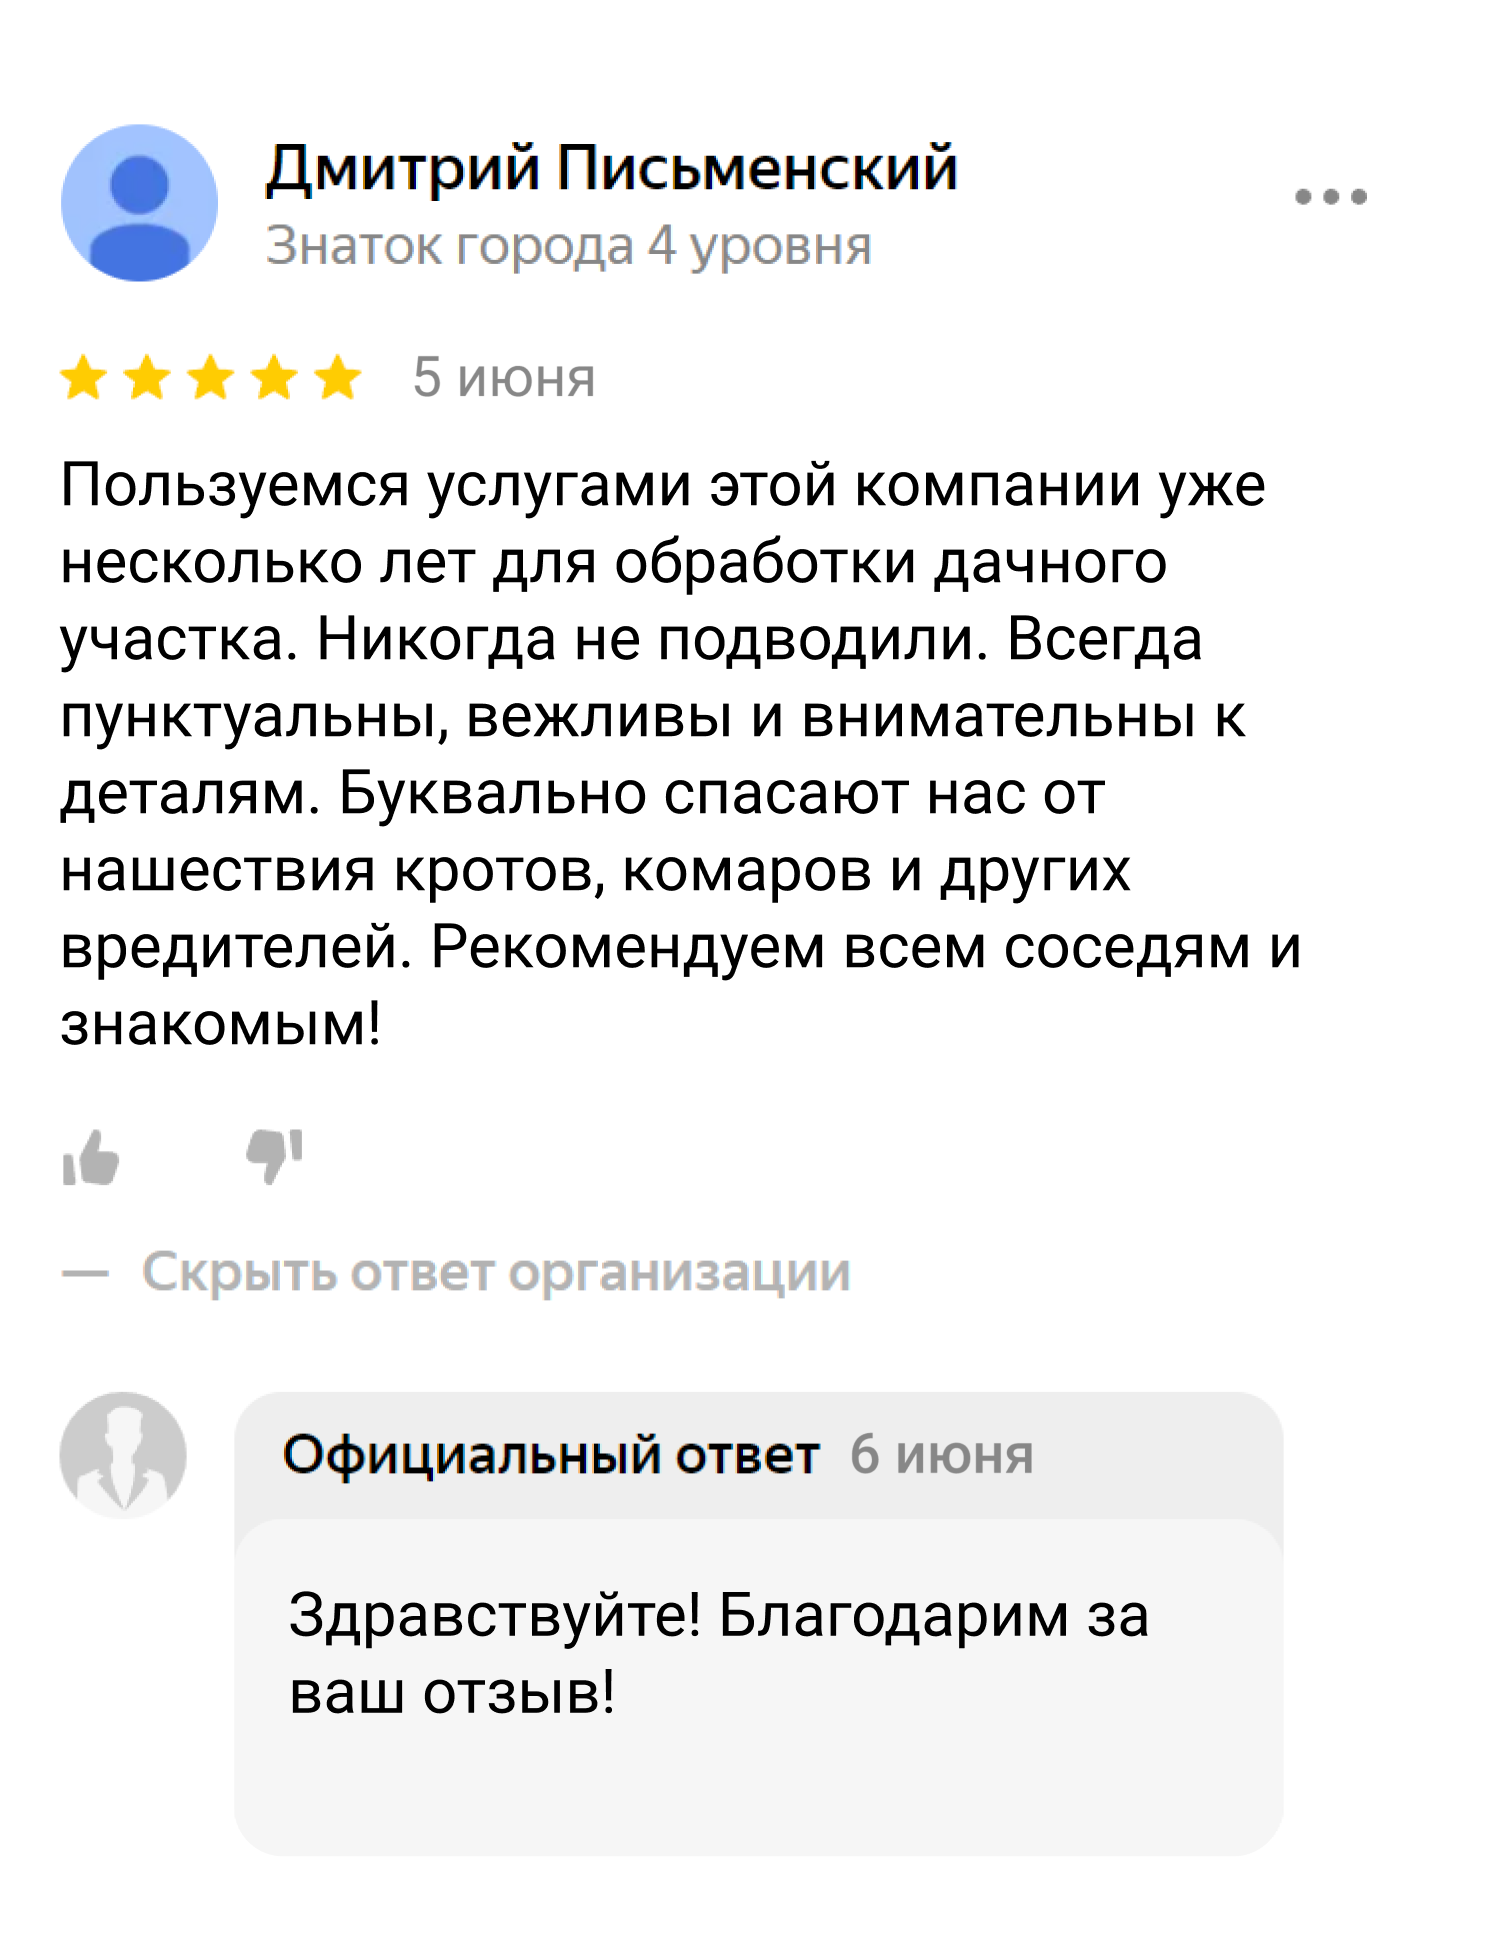 Дмитрий Письменский
Знаток города 4 уровня
5 июня
Пользуемся услугами этой компании уже
несколько лет для обработки дачного
участка. Никогда не подводили. Всегда
пунктуальны, вежливы и внимательны к
деталям. Буквально спасают нас от
нашествия кротов, комаров и других
вредителей. Рекомендуем всем соседям и
знакомым!
— Скрыть ответ организации
Официальный ответ 6 июня
Здравствуйте! Благодарим за
ваш отзыв!